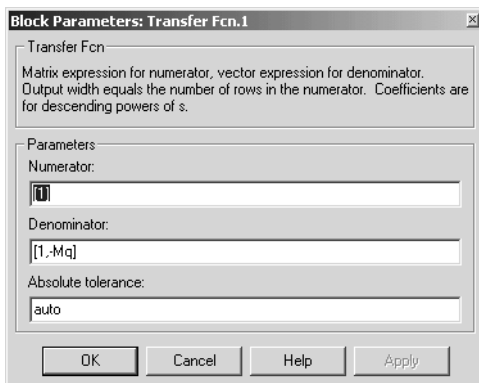 Block Parameters: Transfer Fcn.1
Transfer Fcn
Matrix expression for numerator, vector expression for denominator.
Output width equals the number of rows in the numerator. Coefficients are
for descending powers of s.
Parameters
Numerator:
[1]
Denominator:
[1,-Mq]
Absolute tolerance:
auto
OK Cancel Help Apply